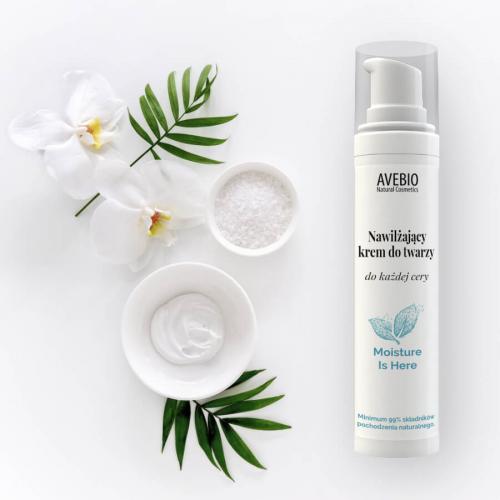 AVEBIO
Natural Cosmetics
Nawilżający
krem do twarzy
do każdej cery
Moisture
Is Here
Minimum 99% składników
pochodzenia naturalnego.